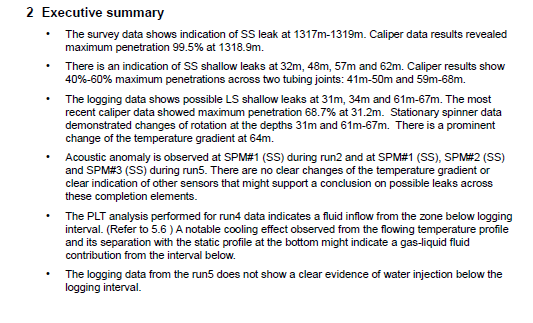 2 Executive summary
• The survey data shows indication of SS leak at 1317m-1319m. Caliper data results revealed
maximum penetration 99.5% at 1318.9m.
• There is an indication of SS shallow leaks at 32m, 48m, 57m and 62m. Caliper results show
40%-60% maximum penetrations across two tubing joints: 41m-50m and 59m-68m.
• The logging data shows possible LS shallow leaks at 31m, 34m and 61m-67m. The most
recent caliper data showed maximum penetration 68.7% at 31.2m. Stationary spinner data
demonstrated changes of rotation at the depths 31m and 61m-67m. There is a prominent
change of the temperature gradient at 64m.
• Acoustic anomaly is observed at SPM#1 (SS) during run2 and at SPM#1 (SS), SPM#2 (SS)
and SPM#3 (SS) during run5. There are no clear changes of the temperature gradient or
clear indication of other sensors that might support a conclusion on possible leaks across
these completion elements.
• The PLT analysis performed for run4 data indicates a fluid inflow from the zone below logging
interval. (Refer to 5.6 ) A notable cooling effect observed from the flowing temperature profile
and its separation with the static profile at the bottom might indicate a gas-liquid fluid
contribution from the interval below.
• The logging data from the run5 does not show a clear evidence of water injection below the
logging interval.